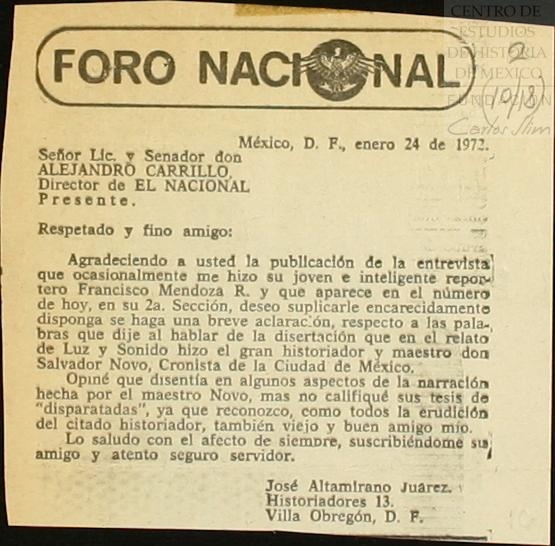 CENTRO DE
ESTUDIOS
DE HISTORIA
DE MEXICO
FUNDACIÓN
Carlos Slim
2
(10/13)
FORO NACIONAL
México, D. F., enero 24 de 1972.
Señor Lic. y Senador don
ALEJANDRO CARRILLO,
Director de EL NACIONAL
Presente.
Respetado y fino amigo:
Agradeciendo a usted la publicación de la entrevista
que ocasionalmente me hizo su joven e inteligente repor-
tero Francisco Mendoza R. y que aparece en el número
de hoy, en su 2a. Sección, deseo suplicarle encarecidamente
disponga se haga una breve aclaración, respecto a las pala-
bras que dije al hablar de la disertación que en el relato
de Luz y Sonido hizo el gran historiador y maestro don
Salvador Novo, Cronista de la Ciudad de México.
Opiné que disentía en algunos aspectos de la narración
hecha por el maestro Novo, mas no califiqué sus tesis de
"disparatadas", ya que reconozco, como todos la erudición
del citado historiador, también viejo y buen amigo mío.
Lo saludo con el afecto de siempre, suscribiéndome su
amigo y atento seguro servidor.
José Altamirano Juárez.
Historiadores 13.
Villa Obregón, D. F.